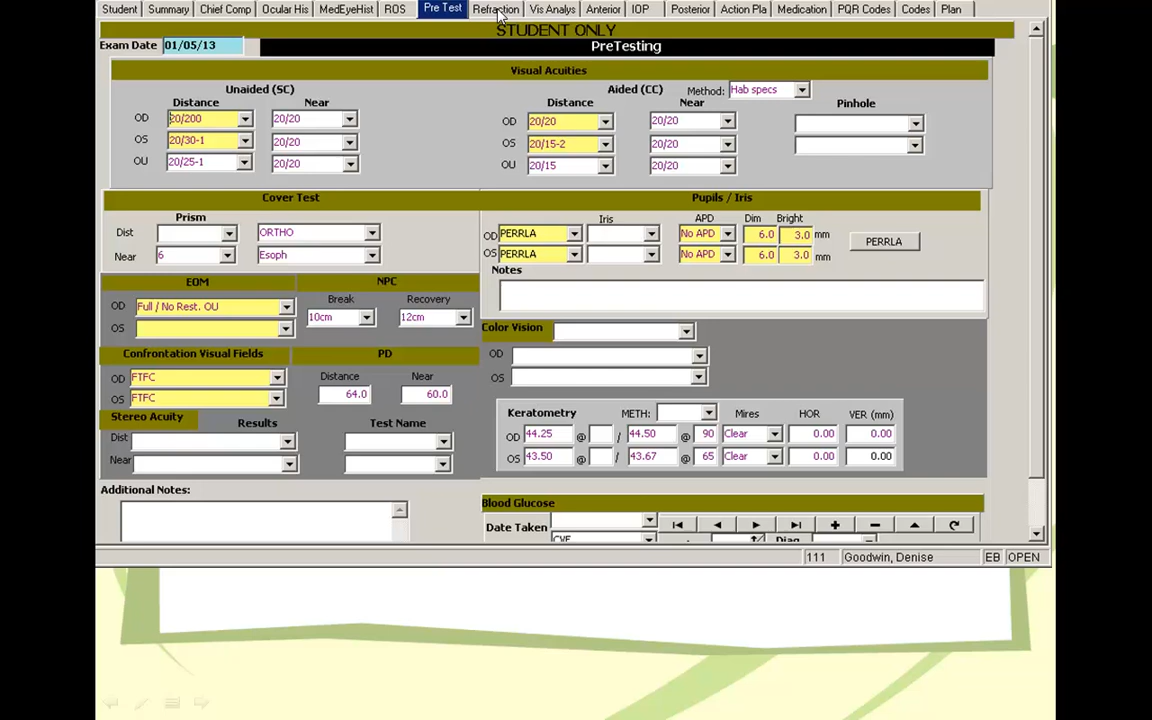 Student Summary Chief Comp Ocular His MedEyeHist ROS Pre Test Refraction Vis Analys Anterior IOP Posterior Action Pla Medication PQR Codes Codes Plan
STUDENT ONLY
Exam Date 01/05/13
PreTesting
Visual Acuities
Unaided (SC) Aided (CC) Method: Hab specs
Distance Near Distance Near Pinhole
OD 20/200 20/20 OD 20/20 20/20
OS 20/30-1 20/20 OS 20/15-2 20/20
OU 20/25-1 20/20 OU 20/15 20/20
Cover Test Pupils / Iris
Prism Iris APD Dim Bright
Dist ORTHO OD PERRLA No APD 6.0 3.0 mm PERRLA
Near 6 Esoph OS PERRLA No APD 6.0 3.0 mm
Notes
EOM NPC
Break Recovery
OD Full / No Rest. OU 10cm 12cm
OS
Color Vision
OD
OS
Confrontation Visual Fields PD
OD FTFC Distance Near
OS FTFC 64.0 60.0
Stereo Acuity Results Test Name
Dist
Near
Keratometry METH: Mires HOR VER (mm)
OD 44.25 @ / 44.50 @ 90 Clear 0.00 0.00
OS 43.50 @ / 43.67 @ 65 Clear 0.00 0.00
Additional Notes:
Blood Glucose
Date Taken
CVF
Diag
111 Goodwin, Denise EB OPEN